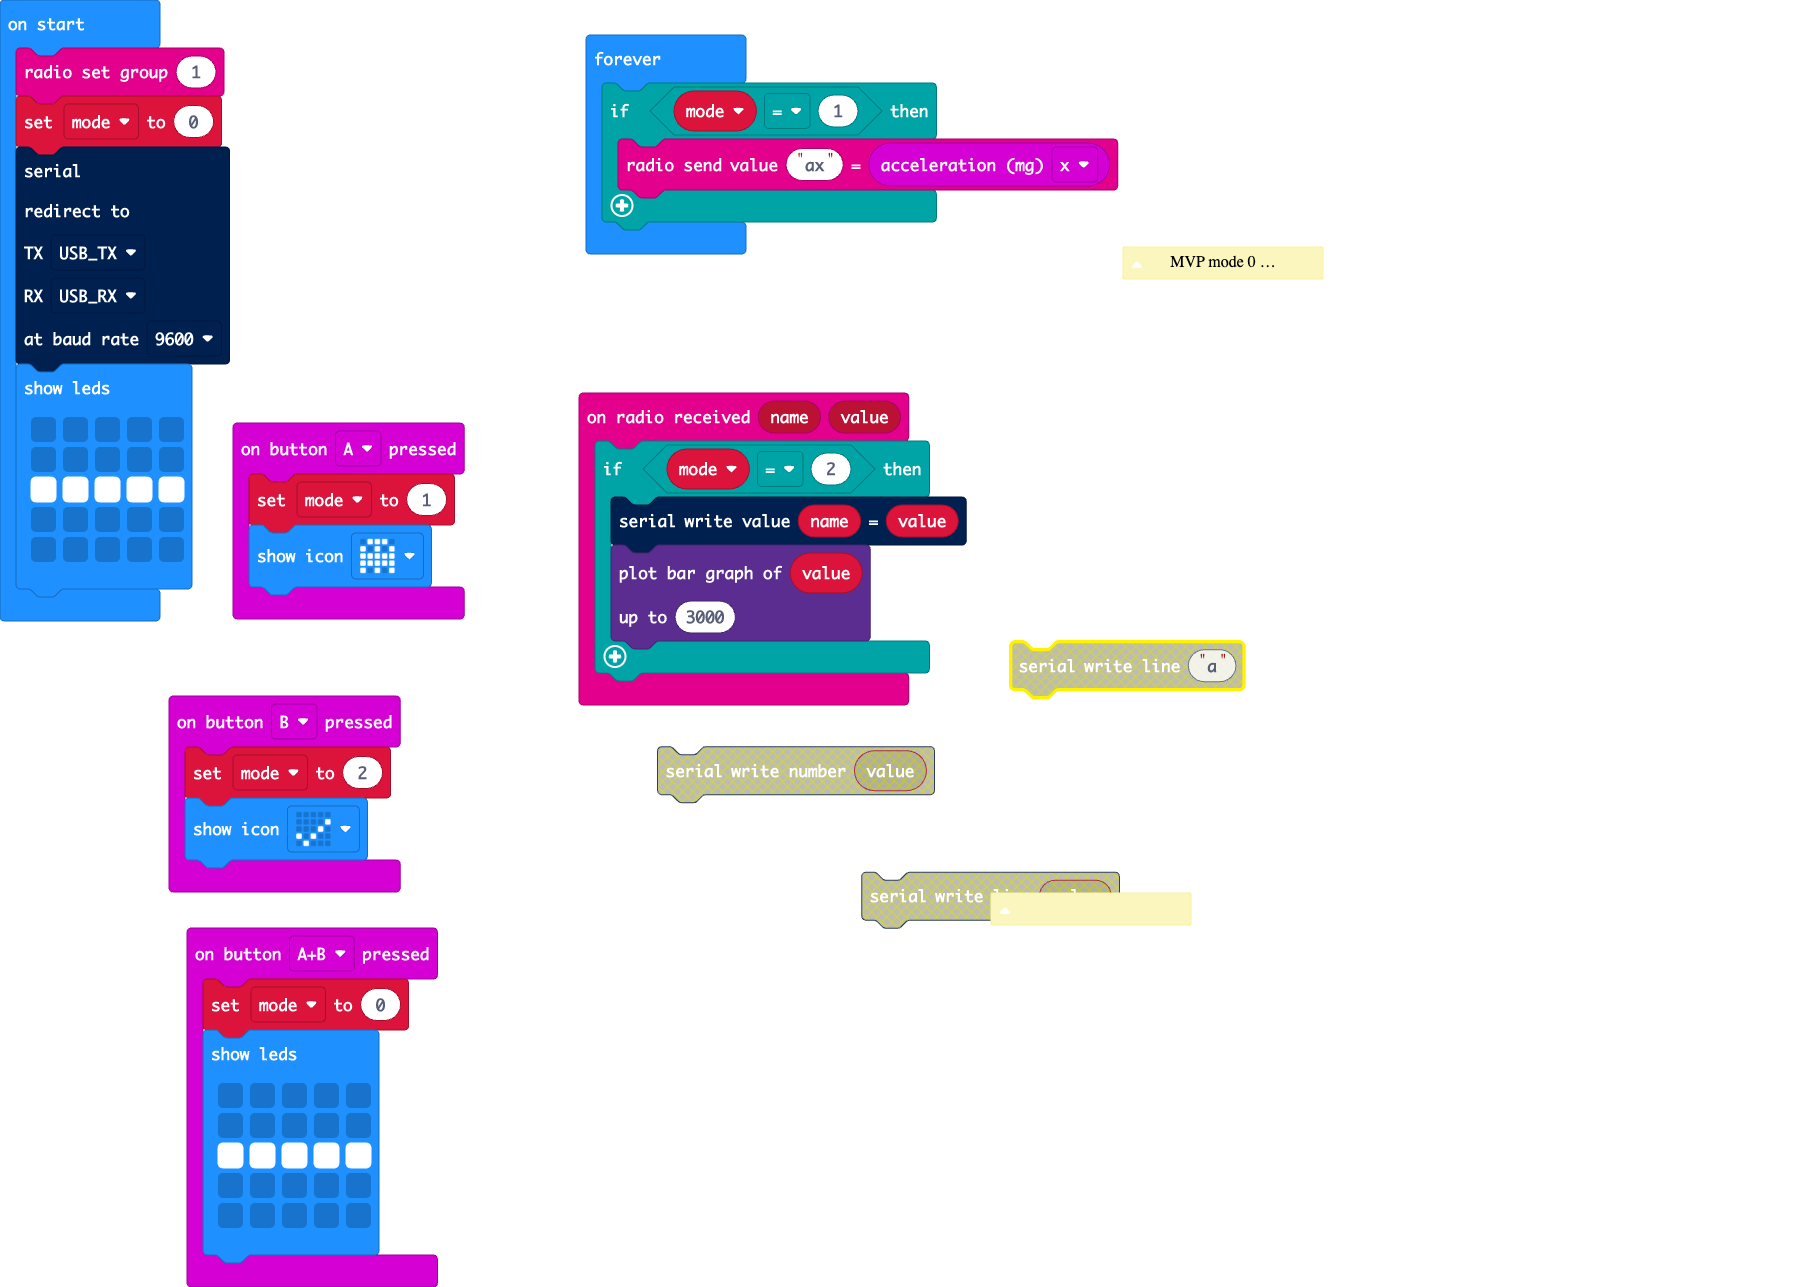 on start
radio set group 1
set mode to 0
serial
redirect to
TX USB_TX
RX USB_RX
at baud rate 9600
show leds
on button A pressed
set mode to 1
show icon
on button B pressed
set mode to 2
show icon
on button A+B pressed
set mode to 0
show leds
forever
if mode = 1 then
radio send value "ax" = acceleration (mg) x
MVP mode 0 ...
on radio received name value
if mode = 2 then
serial write value name = value
plot bar graph of value
up to 3000
serial write line "a"
serial write number value
serial write